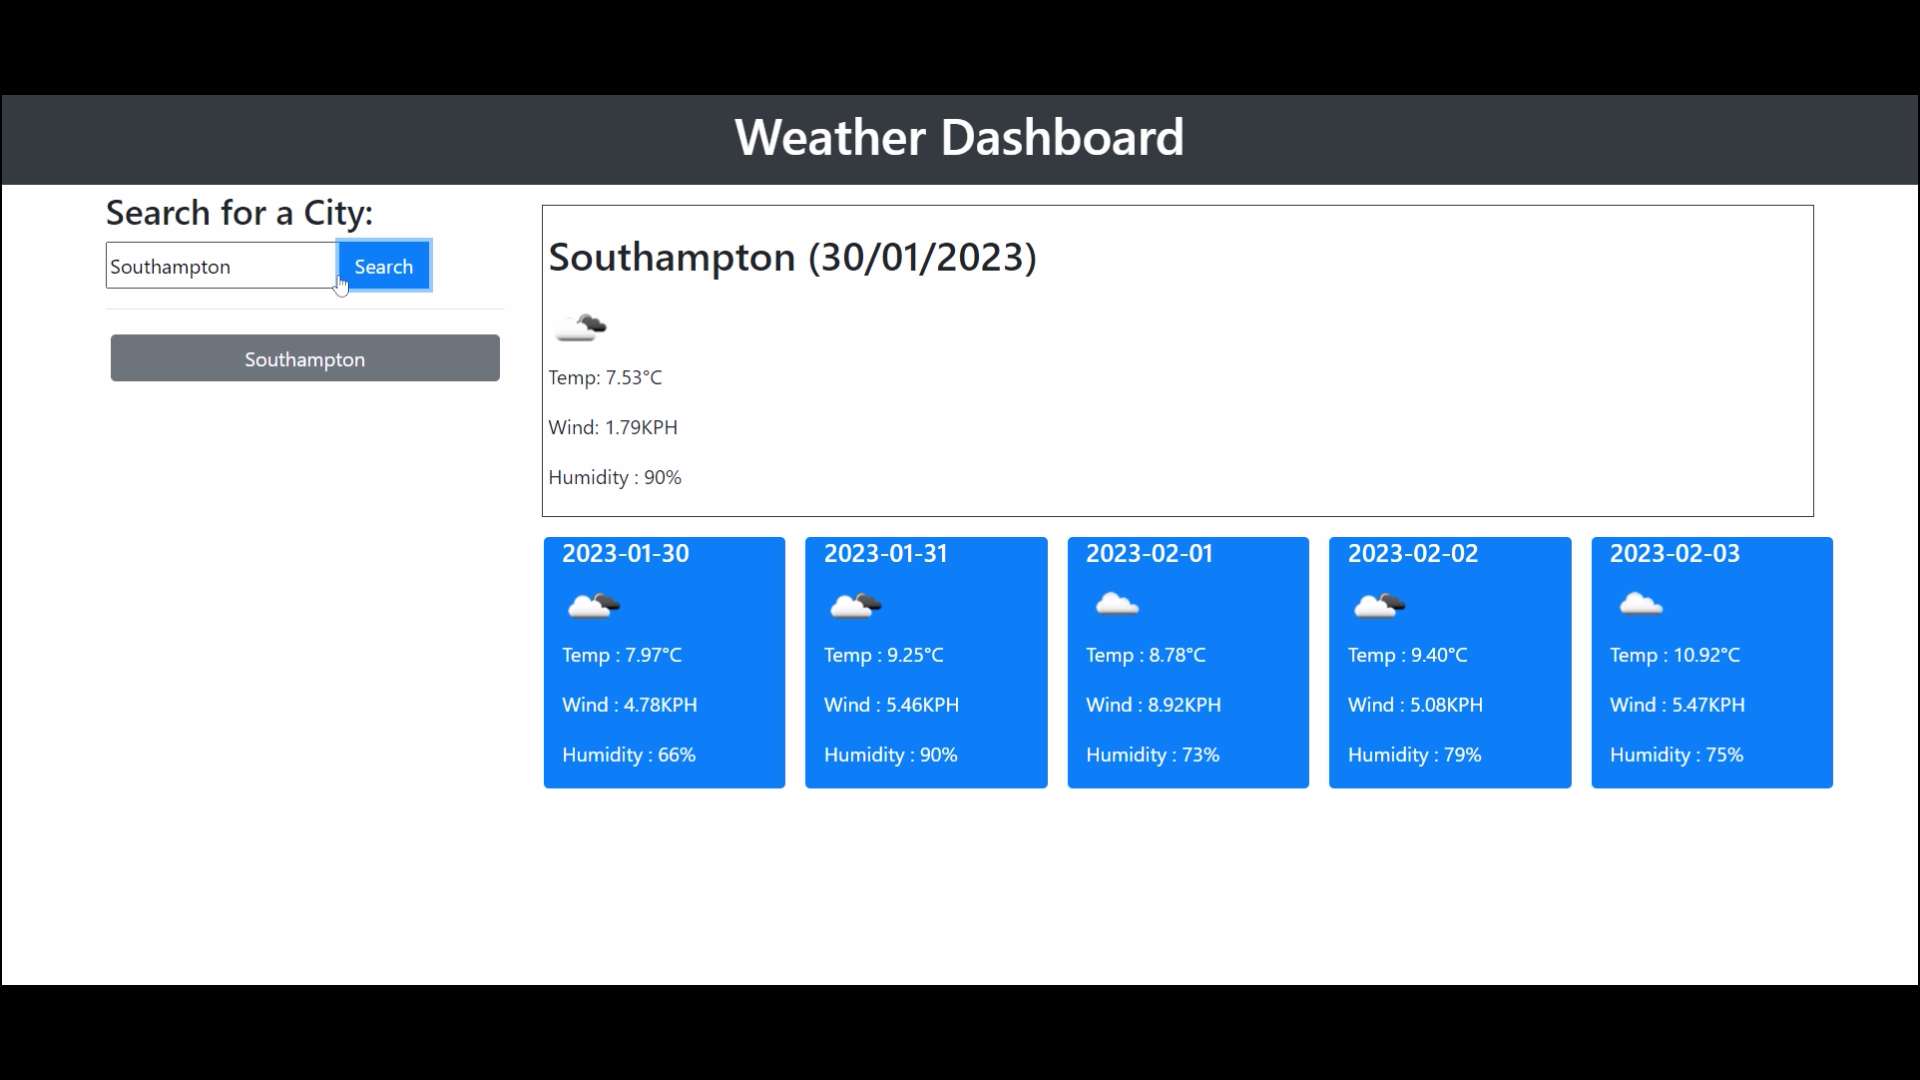 Weather Dashboard
Search for a City:
Southampton
Search
Southampton
Southampton (30/01/2023)
Temp: 7.53°C
Wind: 1.79KPH
Humidity : 90%
2023-01-30
Temp : 7.97°C
Wind : 4.78KPH
Humidity : 66%
2023-01-31
Temp : 9.25°C
Wind : 5.46KPH
Humidity : 90%
2023-02-01
Temp : 8.78°C
Wind : 8.92KPH
Humidity : 73%
2023-02-02
Temp : 9.40°C
Wind : 5.08KPH
Humidity : 79%
2023-02-03
Temp : 10.92°C
Wind : 5.47KPH
Humidity : 75%